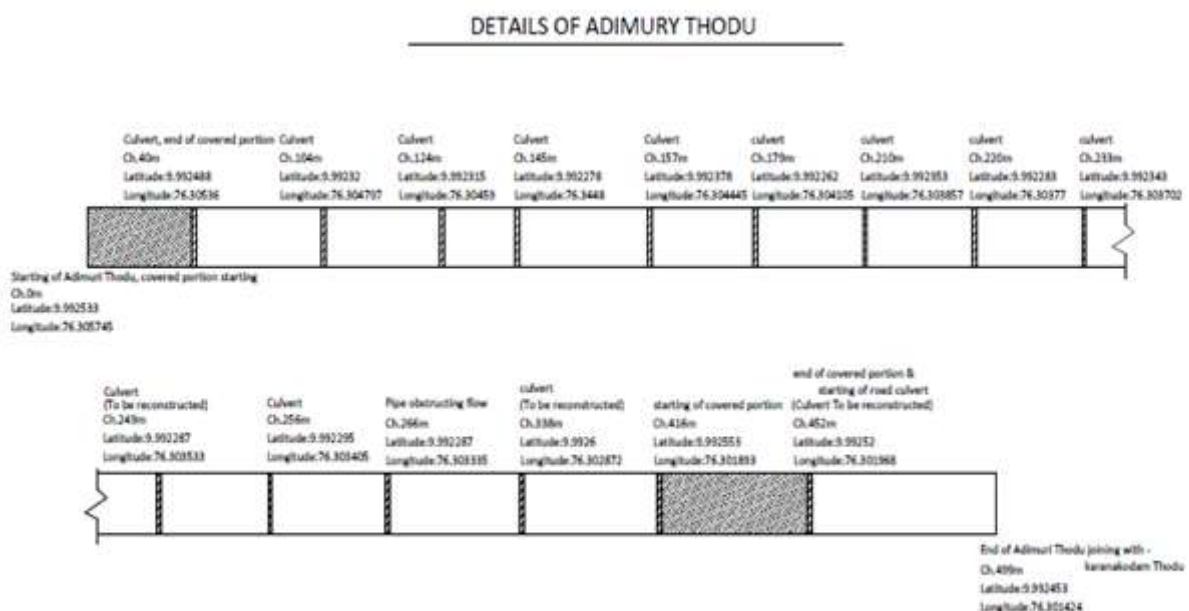 DETAILS OF ADIMURY THODU
Culvert, end of covered portion
Ch.40m
Latitude:9.992488
Longitude:76.30536
Culvert
Ch.104m
Latitude:9.99232
Longitude:76.304707
Culvert
Ch.124m
Latitude:9.992315
Longitude:76.30459
Culvert
Ch.145m
Latitude:9.992278
Longitude:76.3448
Culvert
Ch.157m
Latitude:9.992378
Longitude:76.304445
culvert
Ch.179m
Latitude:9.992262
Longitude:76.304105
culvert
Ch.210m
Latitude:9.992353
Longitude:76.303857
culvert
Ch.220m
Latitude:9.992283
Longitude:76.30377
culvert
Ch.233m
Latitude:9.992343
Longitude:76.303702
Starting of Adimuri Thodu, covered portion starting
Ch.0m
Latitude:9.992533
Longitude:76.305745
Culvert
(To be reconstructed)
Ch.249m
Latitude:9.992287
Longitude:76.303533
Culvert
Ch.256m
Latitude:9.992295
Longitude:76.303405
Pipe obstructing flow
Ch.266m
Latitude:9.992287
Longitude:76.303335
culvert
(To be reconstructed)
Ch.338m
Latitude:9.9926
Longitude:76.302872
starting of covered portion
Ch.416m
Latitude:9.992553
Longitude:76.301893
end of covered portion &
starting of road culvert
(Culvert To be reconstructed)
Ch.452m
Latitude:9.99252
Longitude:76.301968
End of Adimuri Thodu joining with -
karanakodam Thodu
Ch.499m
Latitude:9.992453
Longitude:76.301424